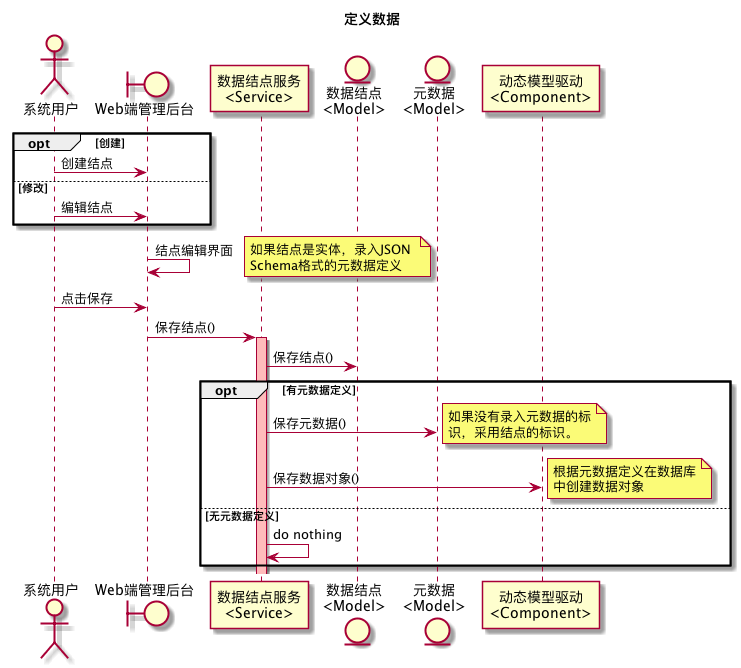 定义数据
系统用户
Web端管理后台
数据结点服务
<Service>
数据结点
<Model>
元数据
<Model>
动态模型驱动
<Component>
opt [创建]
创建结点
[修改]
编辑结点
结点编辑界面
如果结点是实体，录入JSON
Schema格式的元数据定义
点击保存
保存结点()
保存结点()
opt [有元数据定义]
保存元数据()
如果没有录入元数据的标
识，采用结点的标识。
保存数据对象()
根据元数据定义在数据库
中创建数据对象
[无元数据定义]
do nothing
系统用户
Web端管理后台
数据结点服务
<Service>
数据结点
<Model>
元数据
<Model>
动态模型驱动
<Component>